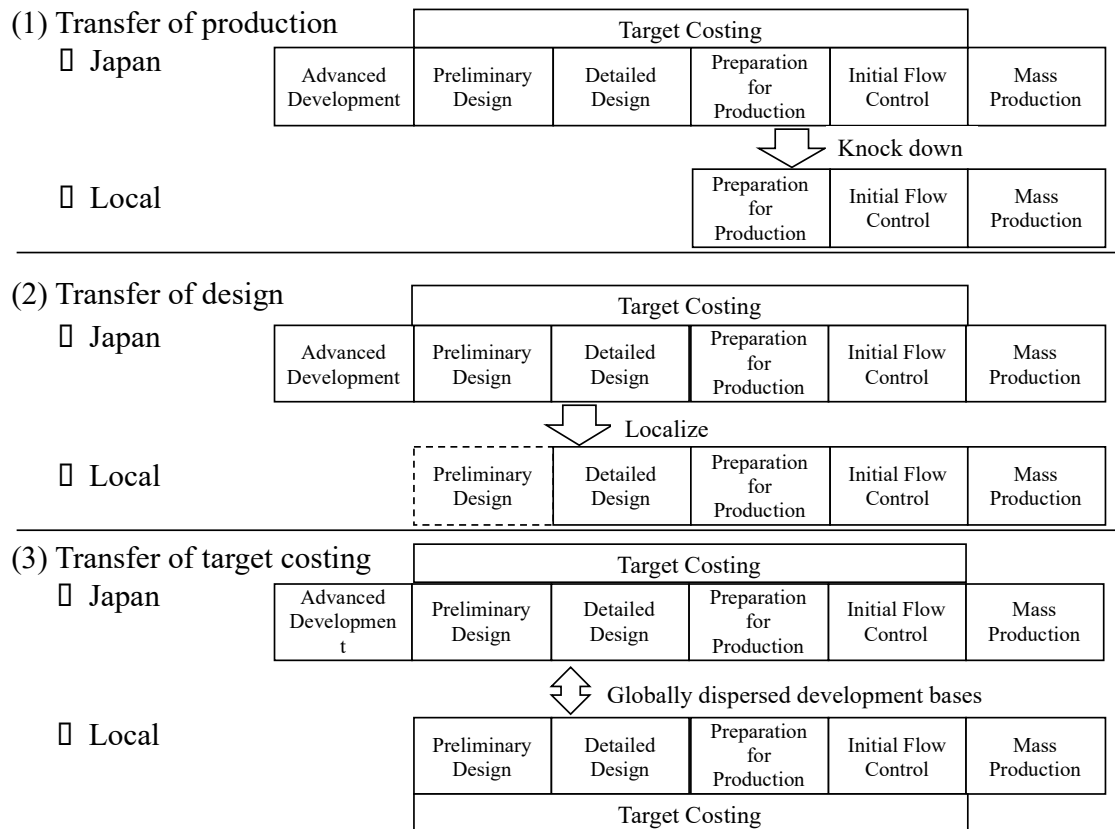 (1) Transfer of production
Target Costing
▯ Japan
Advanced
Development
Preliminary
Design
Detailed
Design
Preparation
for
Production
Initial Flow
Control
Mass
Production
Knock down
▯ Local
Preparation
for
Production
Initial Flow
Control
Mass
Production
(2) Transfer of design
Target Costing
▯ Japan
Advanced
Development
Preliminary
Design
Detailed
Design
Preparation
for
Production
Initial Flow
Control
Mass
Production
Localize
▯ Local
Preliminary
Design
Detailed
Design
Preparation
for
Production
Initial Flow
Control
Mass
Production
(3) Transfer of target costing
Target Costing
▯ Japan
Advanced
Developmen
t
Preliminary
Design
Detailed
Design
Preparation
for
Production
Initial Flow
Control
Mass
Production
Globally dispersed development bases
▯ Local
Preliminary
Design
Detailed
Design
Preparation
for
Production
Initial Flow
Control
Mass
Production
Target Costing